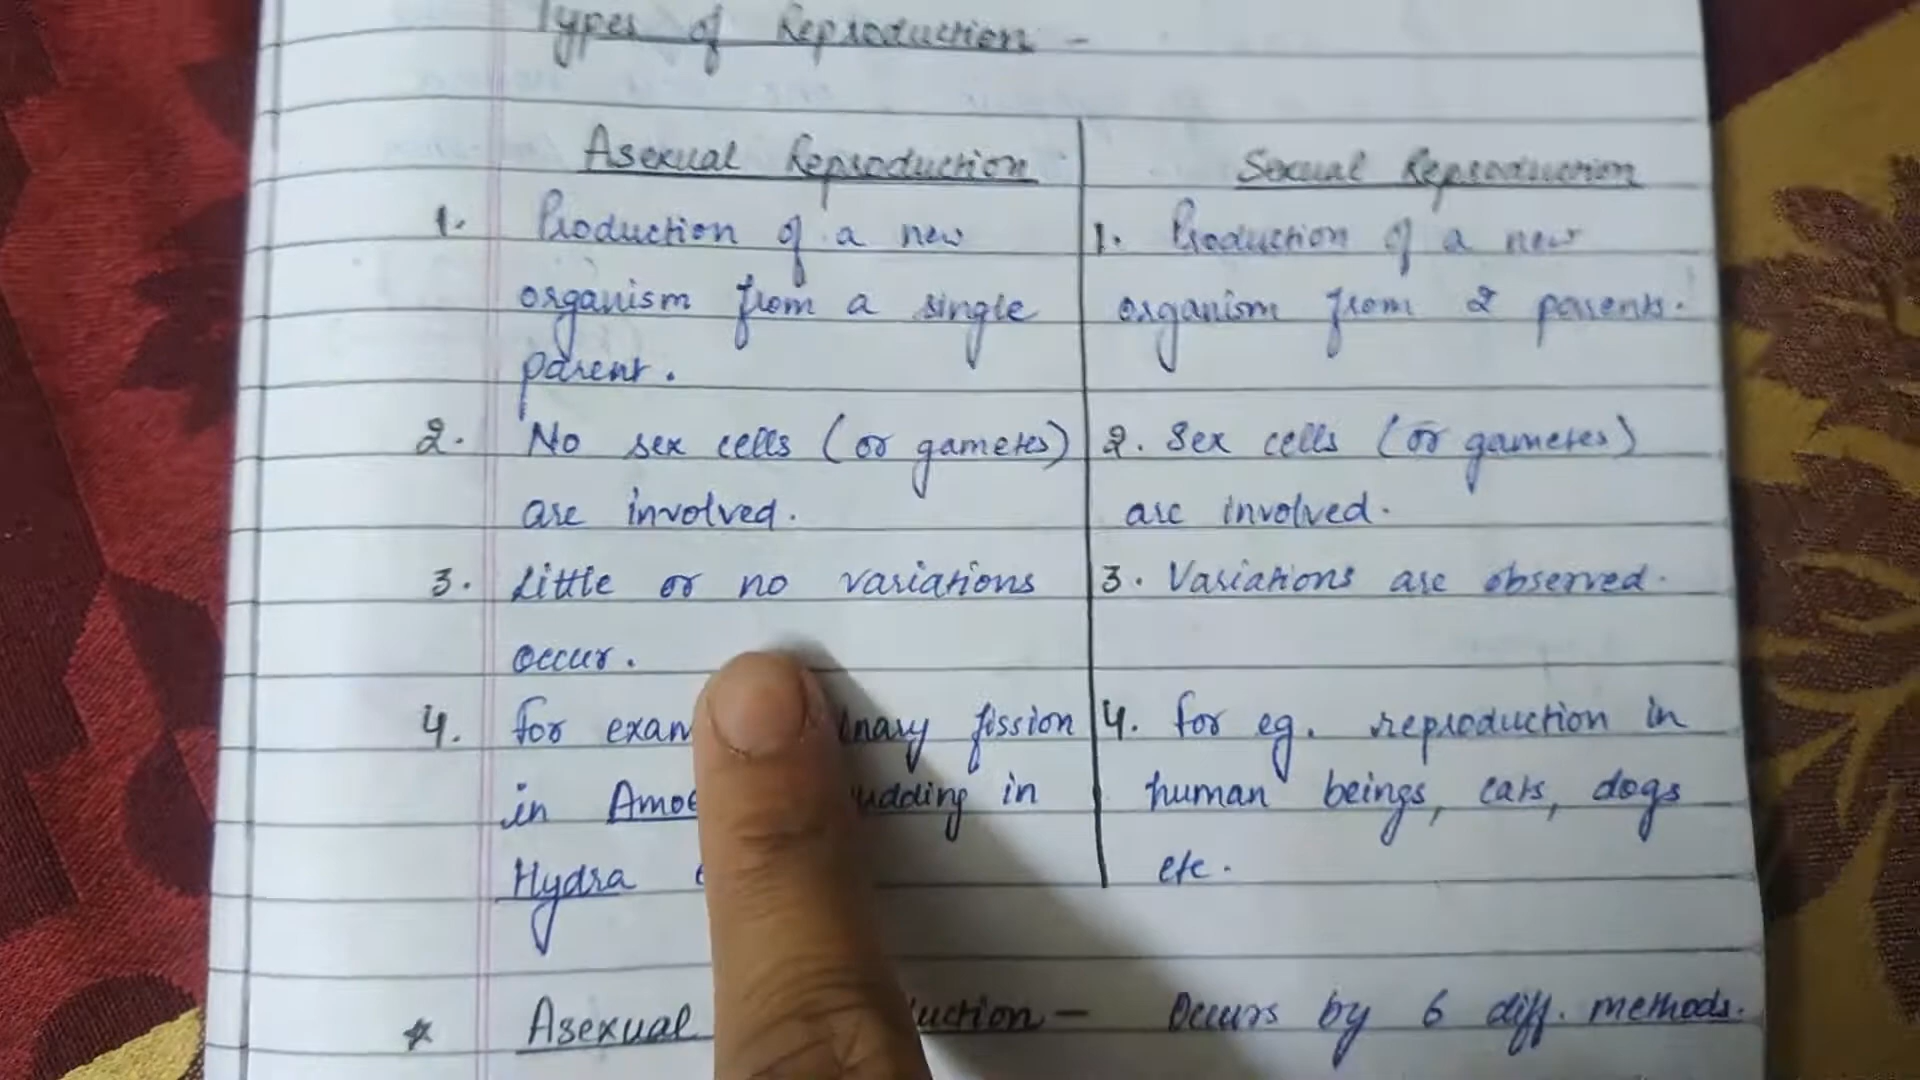 Types of Reproduction -
Asexual Reproduction
1. Production of a new
organism from a single
parent.
2. No sex cells (or gametes)
are involved.
3. Little or no variations
occur.
4. for exam inary fission
in Amoe udding in
Hydra
Sexual Reproduction
1. Production of a new
organism from 2 parents.
2. Sex cells (or gametes)
are involved.
3. Variations are observed.
4. for eg. reproduction in
human beings, cats, dogs
etc.
* Asexual uction - Occurs by 6 diff. methods.